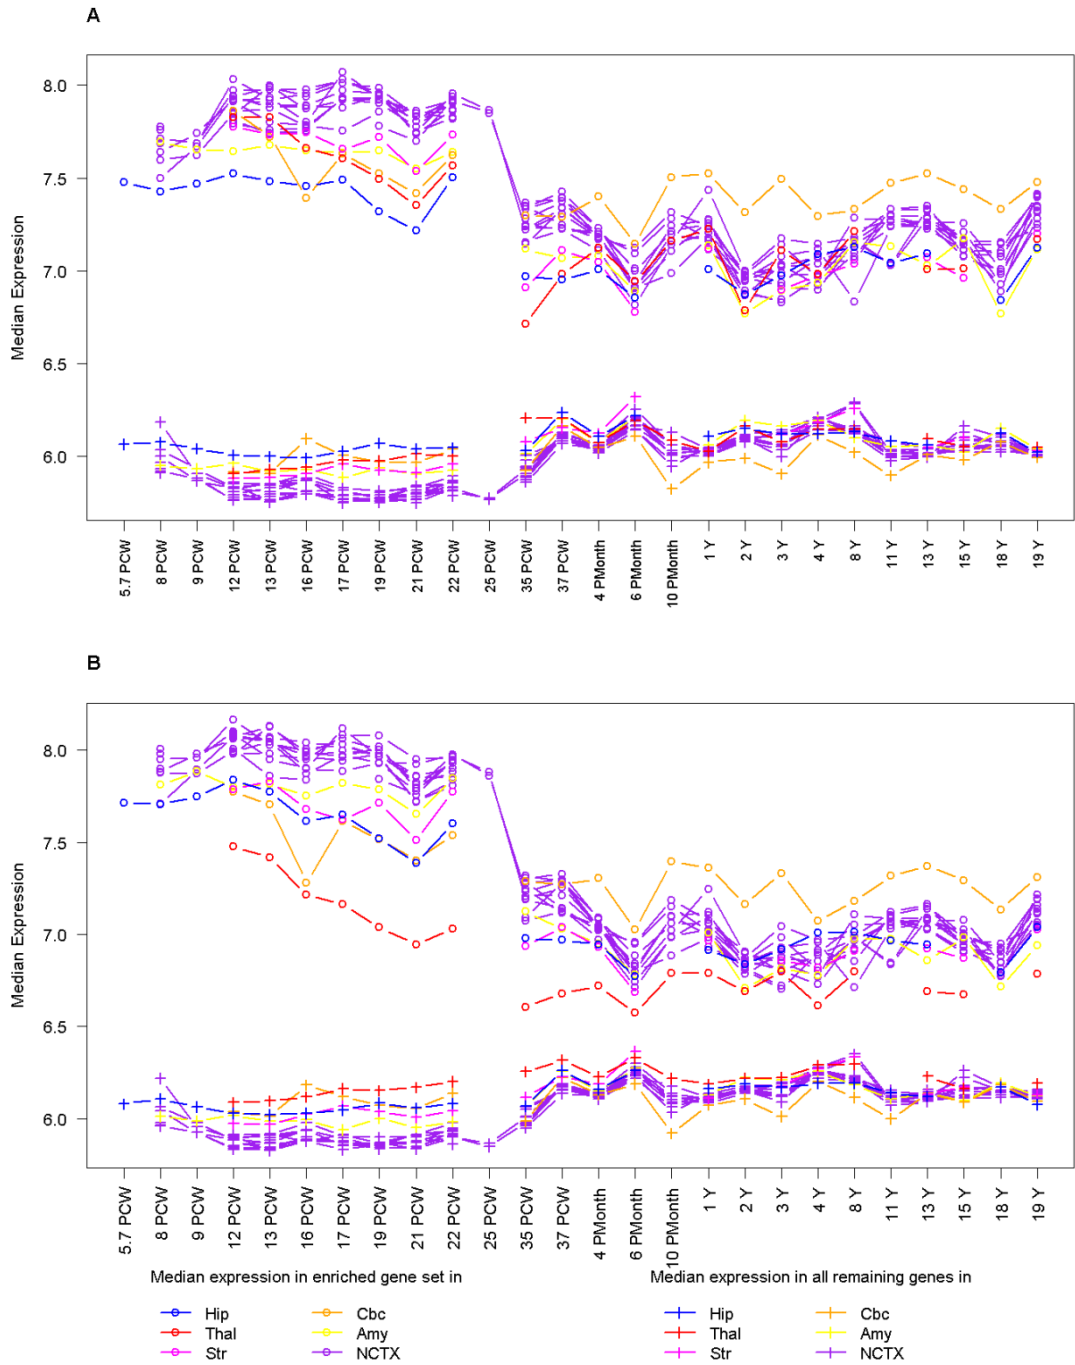 A
Median Expression
8.0
7.5
7.0
6.5
6.0
5.7 PCW
8 PCW
9 PCW
12 PCW
13 PCW
16 PCW
17 PCW
19 PCW
21 PCW
22 PCW
25 PCW
35 PCW
37 PCW
4 PMonth
6 PMonth
10 PMonth
1 Y
2 Y
3 Y
4 Y
8 Y
11 Y
13 Y
15 Y
18 Y
19 Y
B
Median Expression
8.0
7.5
7.0
6.5
6.0
5.7 PCW
8 PCW
9 PCW
12 PCW
13 PCW
16 PCW
17 PCW
19 PCW
21 PCW
22 PCW
25 PCW
35 PCW
37 PCW
4 PMonth
6 PMonth
10 PMonth
1 Y
2 Y
3 Y
4 Y
8 Y
11 Y
13 Y
15 Y
18 Y
19 Y
Median expression in enriched gene set in
Hip
Thal
Str
Cbc
Amy
NCTX
Median expression in all remaining genes in
Hip
Thal
Str
Cbc
Amy
NCTX